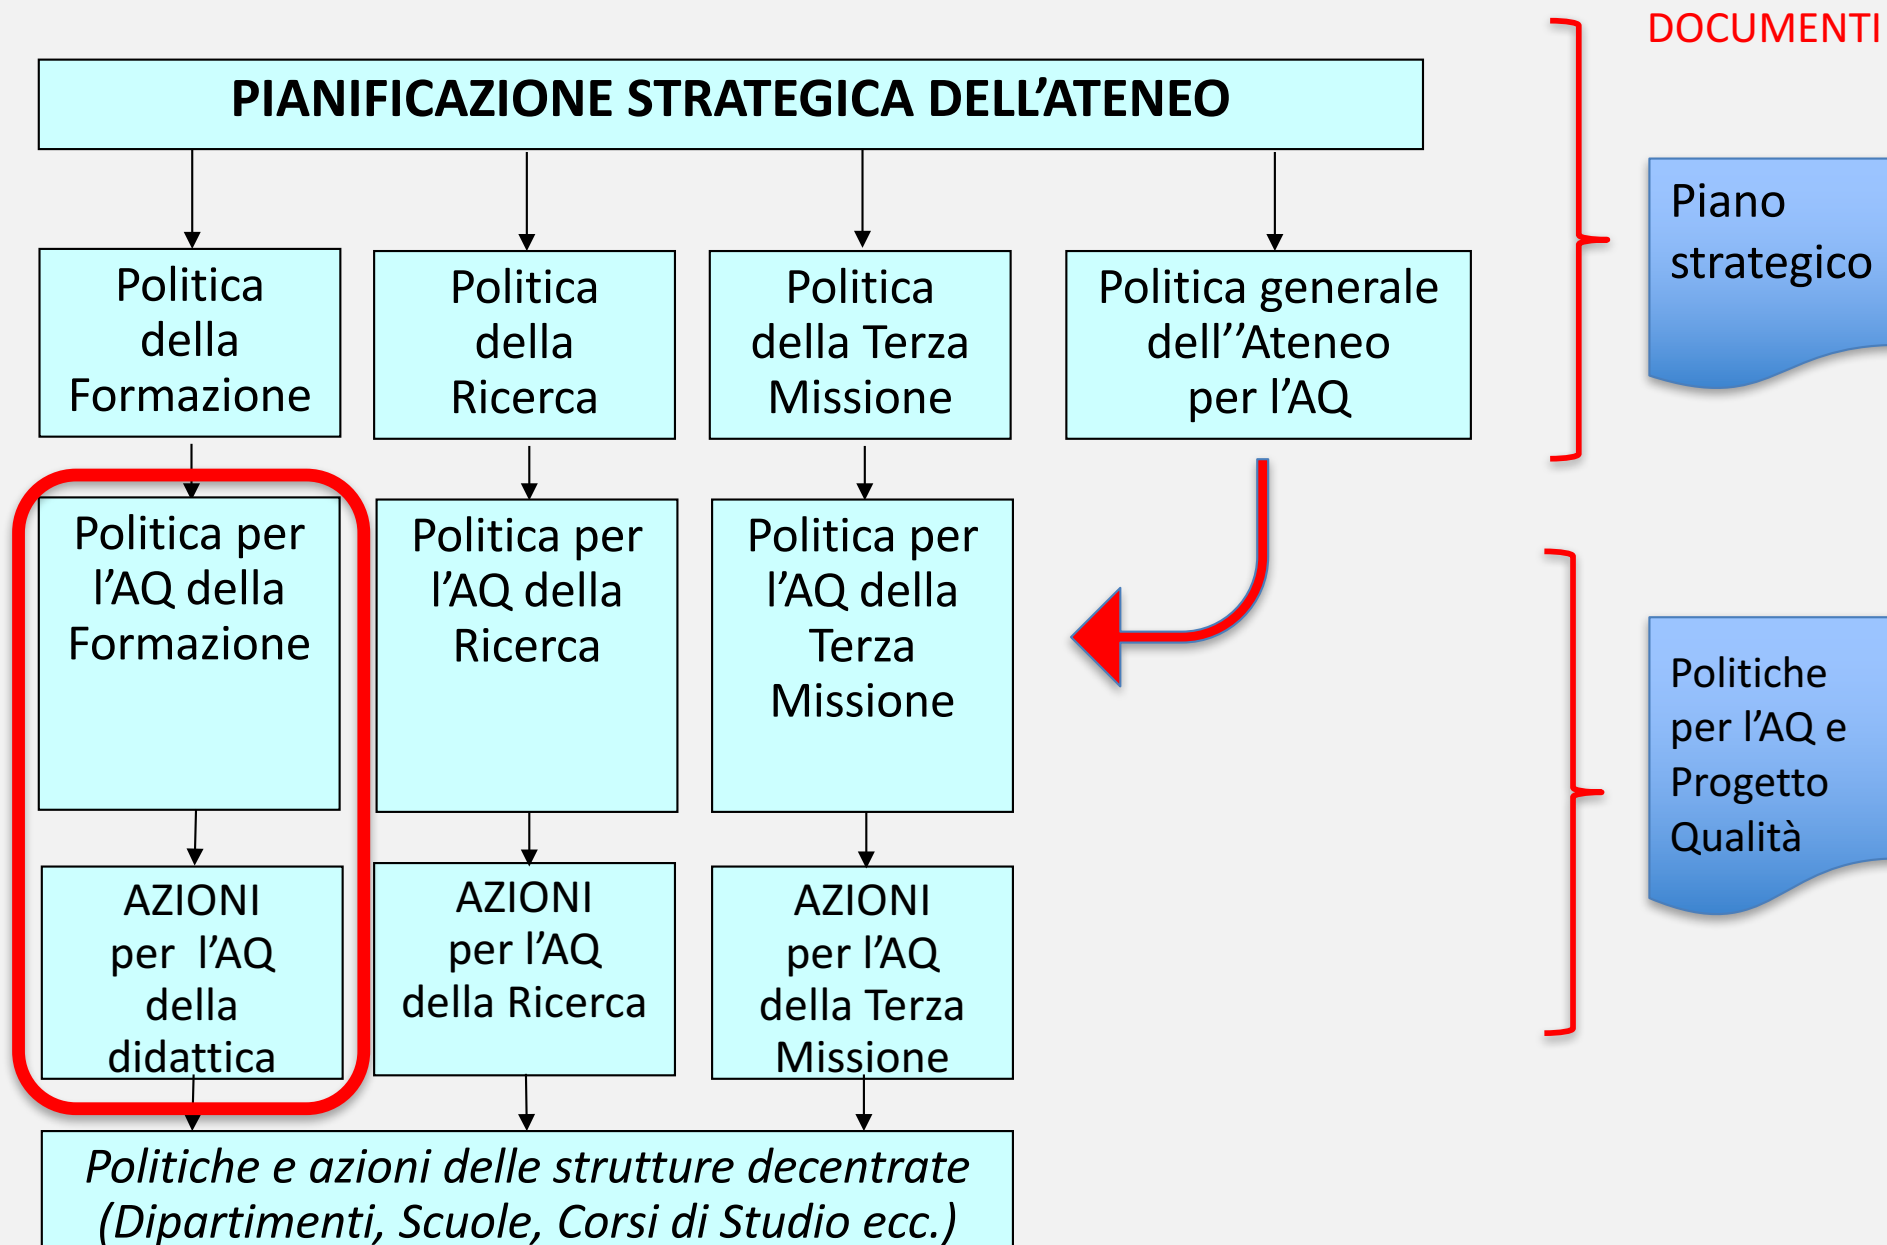 DOCUMENTI
PIANIFICAZIONE STRATEGICA DELL’ATENEO
Politica
della
Formazione
Politica
della
Ricerca
Politica
della Terza
Missione
Politica generale
dell’’Ateneo
per l’AQ
Piano
strategico
Politica per
l’AQ della
Formazione
Politica per
l’AQ della
Ricerca
Politica per
l’AQ della
Terza
Missione
Politiche
per l’AQ e
Progetto
Qualità
AZIONI
per  l’AQ
della
didattica
AZIONI
per l’AQ
della Ricerca
AZIONI
per l’AQ
della Terza
Missione
Politiche e azioni delle strutture decentrate
(Dipartimenti, Scuole, Corsi di Studio ecc.)